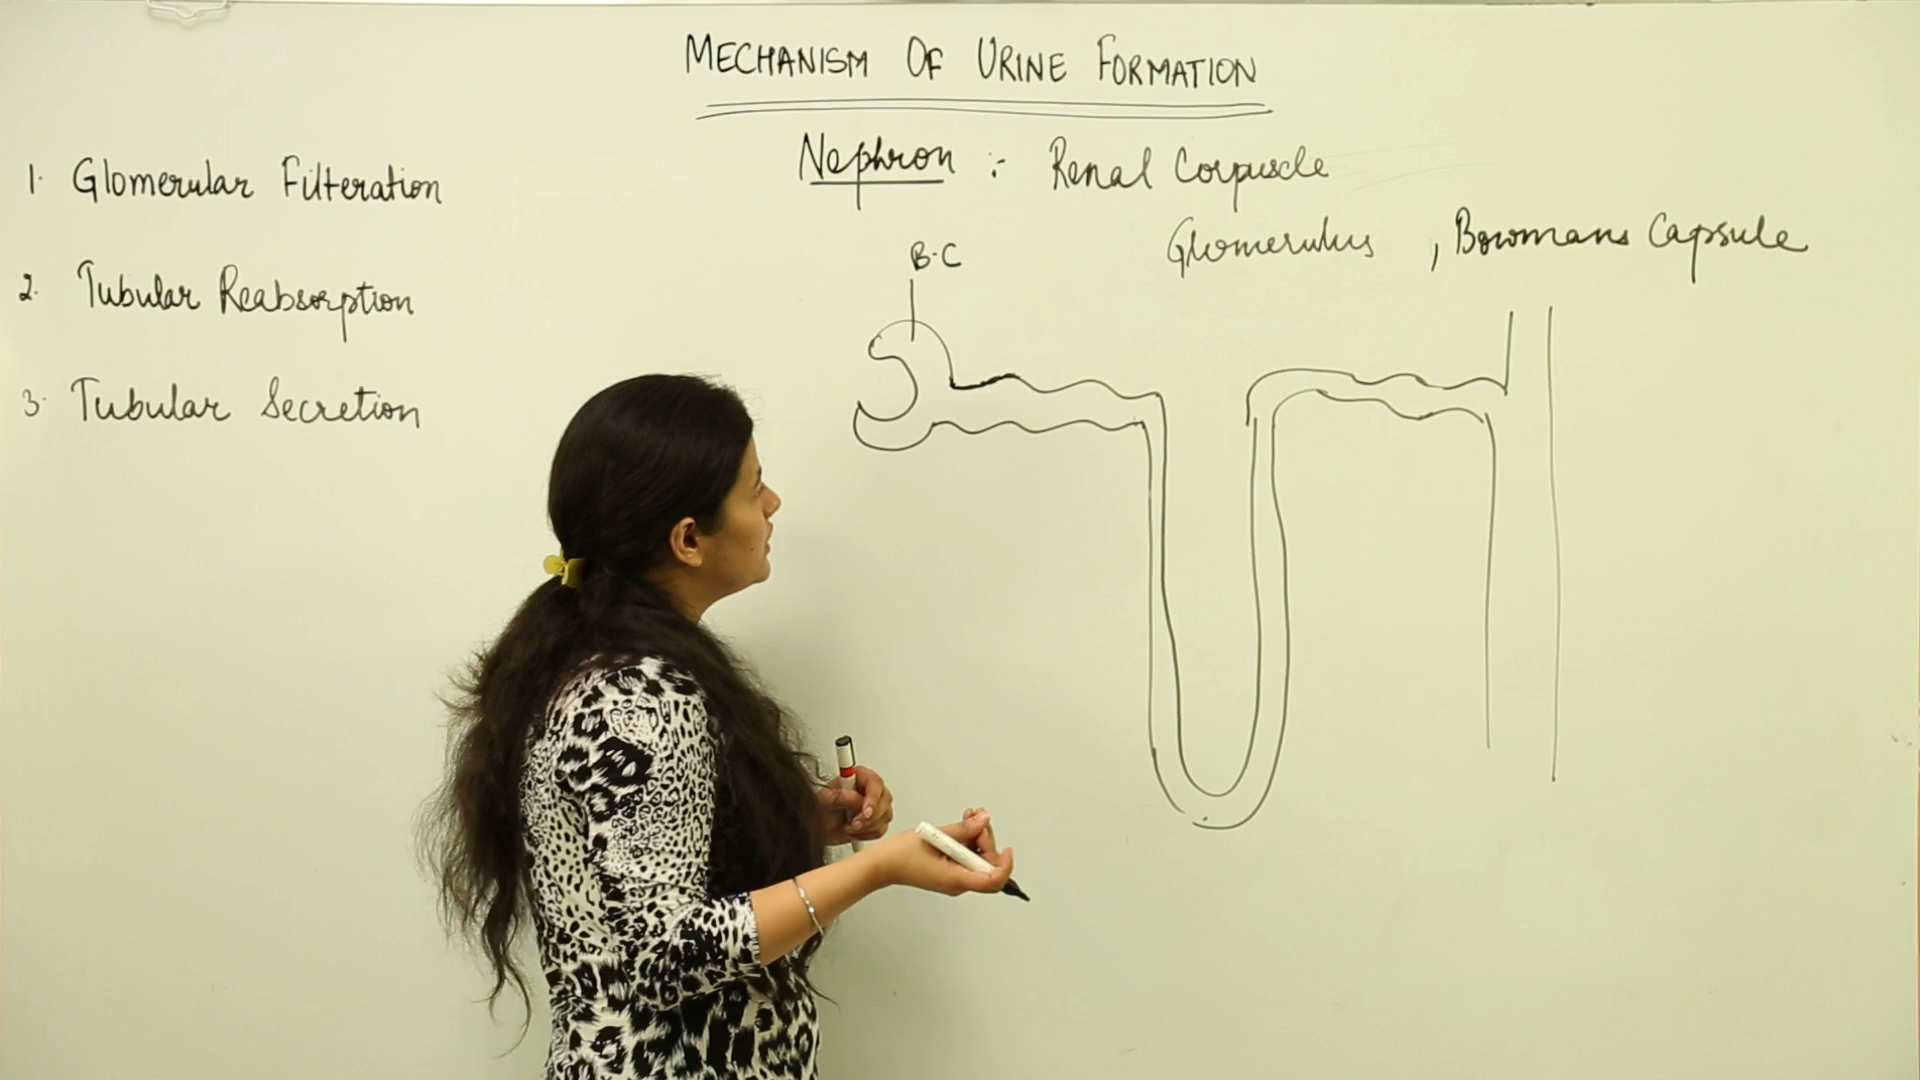 MECHANISM OF URINE FORMATION
1. Glomerular Filteration
2. Tubular Reabsorption
3. Tubular Secretion
Nephron :- Renal Corpuscle
Glomerulus , Bowmans Capsule
B.C